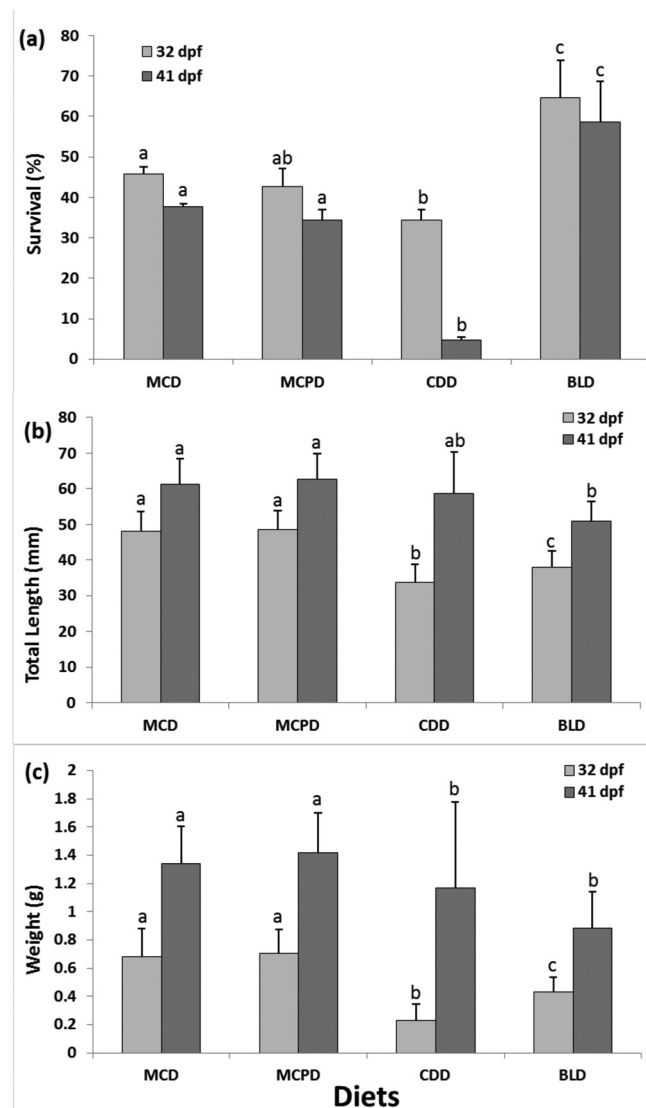 (a)
32 dpf
41 dpf
Survival (%)
80
70
60
50
40
30
20
10
0
a
a
ab
a
b
b
c
c
MCD MCPD CDD BLD
(b)
32 dpf
41 dpf
Total Length (mm)
80
70
60
50
40
30
20
10
0
a
a
a
a
b
ab
c
b
MCD MCPD CDD BLD
(c)
32 dpf
41 dpf
Weight (g)
2
1.8
1.6
1.4
1.2
1
0.8
0.6
0.4
0.2
0
a
a
a
a
b
b
c
b
MCD MCPD CDD BLD
Diets